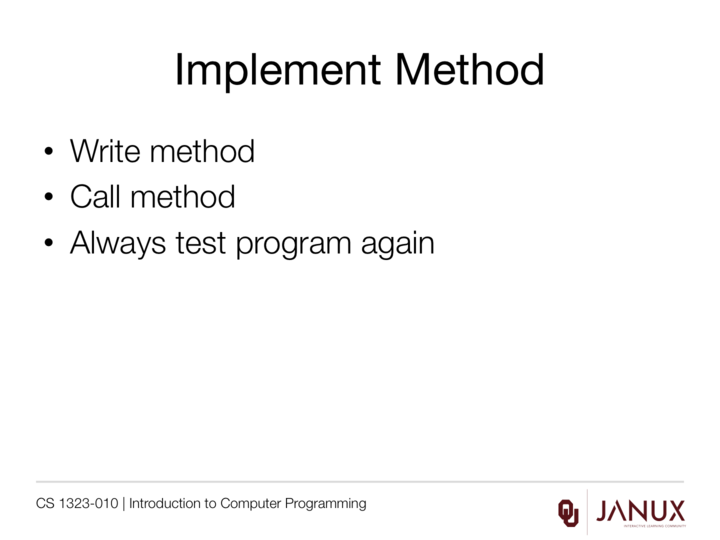 Implement Method
• Write method
• Call method
• Always test program again
CS 1323-010 | Introduction to Computer Programming
OU
JANUX
INTERACTIVE LEARNING COMMUNITY